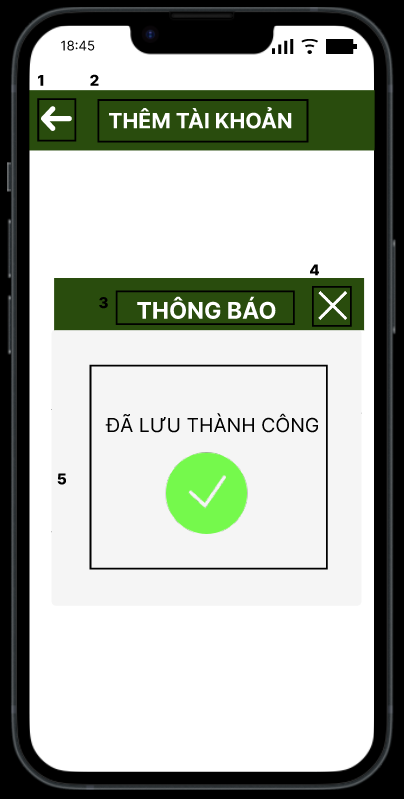 18:45
1 2
THÊM TÀI KHOẢN
4
3 THÔNG BÁO
ĐÃ LƯU THÀNH CÔNG
5